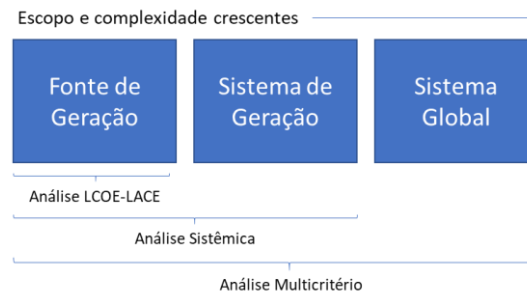 Escopo e complexidade crescentes
Fonte de
Geração
Sistema de
Geração
Sistema
Global
Análise LCOE-LACE
Análise Sistêmica
Análise Multicritério